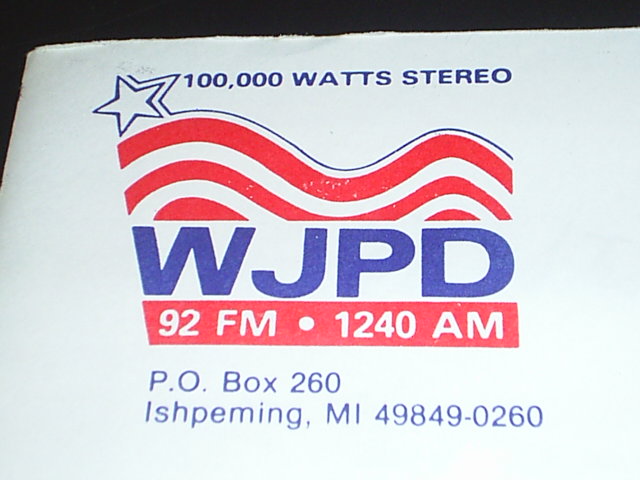 100,000 WATTS STEREO
WJPD
92 FM • 1240 AM
P.O. Box 260
Ishpeming, MI 49849-0260